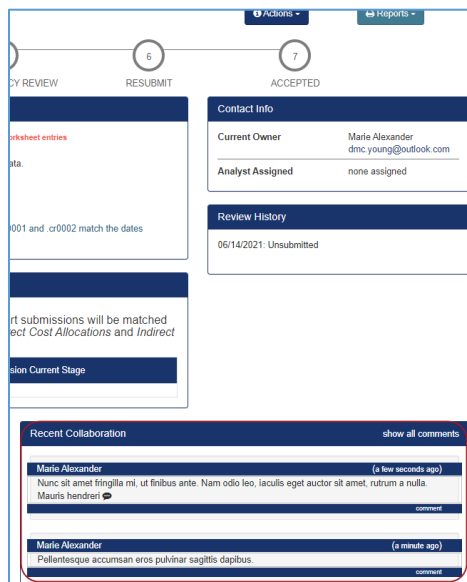 Actions
Reports
6
7
CY REVIEW
RESUBMIT
ACCEPTED
orksheet entries
ata.
0001 and .cr0002 match the dates
Contact Info
Current Owner
Marie Alexander
dmc.young@outlook.com
Analyst Assigned
none assigned
Review History
06/14/2021: Unsubmitted
rt submissions will be matched
ect Cost Allocations and Indirect
sion Current Stage
Recent Collaboration
show all comments
Marie Alexander
(a few seconds ago)
Nunc sit amet fringilla mi, ut finibus ante. Nam odio leo, iaculis eget auctor sit amet, rutrum a nulla.
Mauris hendreri
comment
Marie Alexander
(a minute ago)
Pellentesque accumsan eros pulvinar sagittis dapibus.
comment